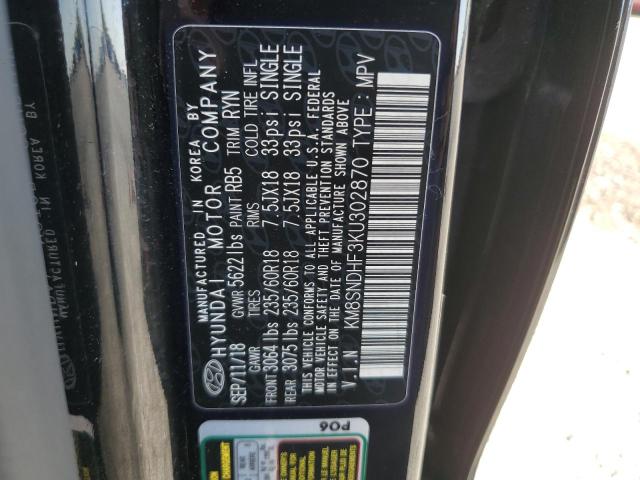 MANUFACTURED IN KOREA BY
HYUNDAI MOTOR COMPANY
SEP/11/18 GVWR 5622 lbs PAINT RB5 TRIM RYN
GAWR TIRES RIMS COLD TIRE INFL
FRONT 3064 lbs 235/60R18 7.5JX18 33psi SINGLE
REAR 3075 lbs 235/60R18 7.5JX18 33psi SINGLE
THIS VEHICLE CONFORMS TO ALL APPLICABLE U.S.A. FEDERAL
MOTOR VEHICLE SAFETY AND THEFT PREVENTION STANDARDS
IN EFFECT ON THE DATE OF MANUFACTURE SHOWN ABOVE
V.I.N KM8SNDHF3KU302870 TYPE : MPV
PO6